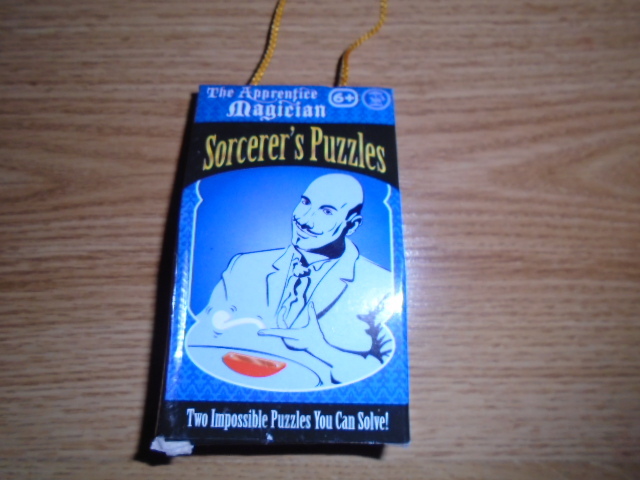 The Apprentice
Magician
6+
Sorcerer's Puzzles
Two Impossible Puzzles You Can Solve!